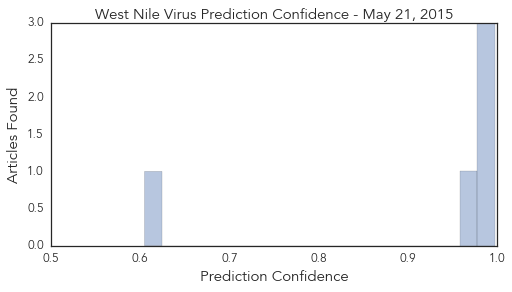 West Nile Virus Prediction Confidence - May 21, 2015
3.0
2.5
2.0
1.5
1.0
0.5
0.0
Articles Found
0.5 0.6 0.7 0.8 0.9 1.0
Prediction Confidence